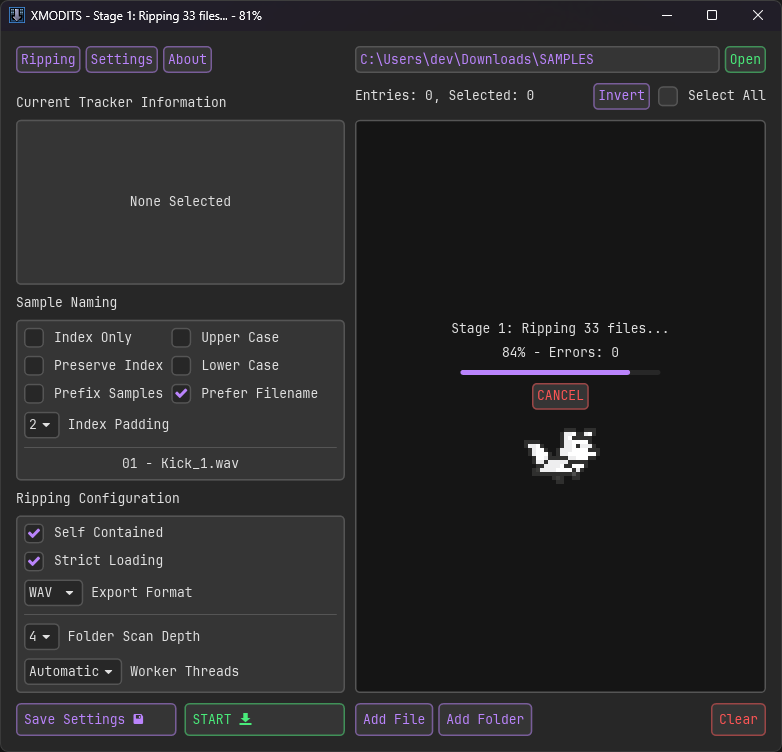 XMODITS - Stage 1: Ripping 33 files... - 81%
Ripping Settings About
C:\Users\dev\Downloads\SAMPLES Open
Current Tracker Information
Entries: 0, Selected: 0 Invert Select All
None Selected
Sample Naming
Index Only Upper Case
Preserve Index Lower Case
Prefix Samples Prefer Filename
2 Index Padding
01 - Kick_1.wav
Ripping Configuration
Self Contained
Strict Loading
WAV Export Format
4 Folder Scan Depth
Automatic Worker Threads
Save Settings START
Stage 1: Ripping 33 files...
84% - Errors: 0
CANCEL
Add File Add Folder Clear